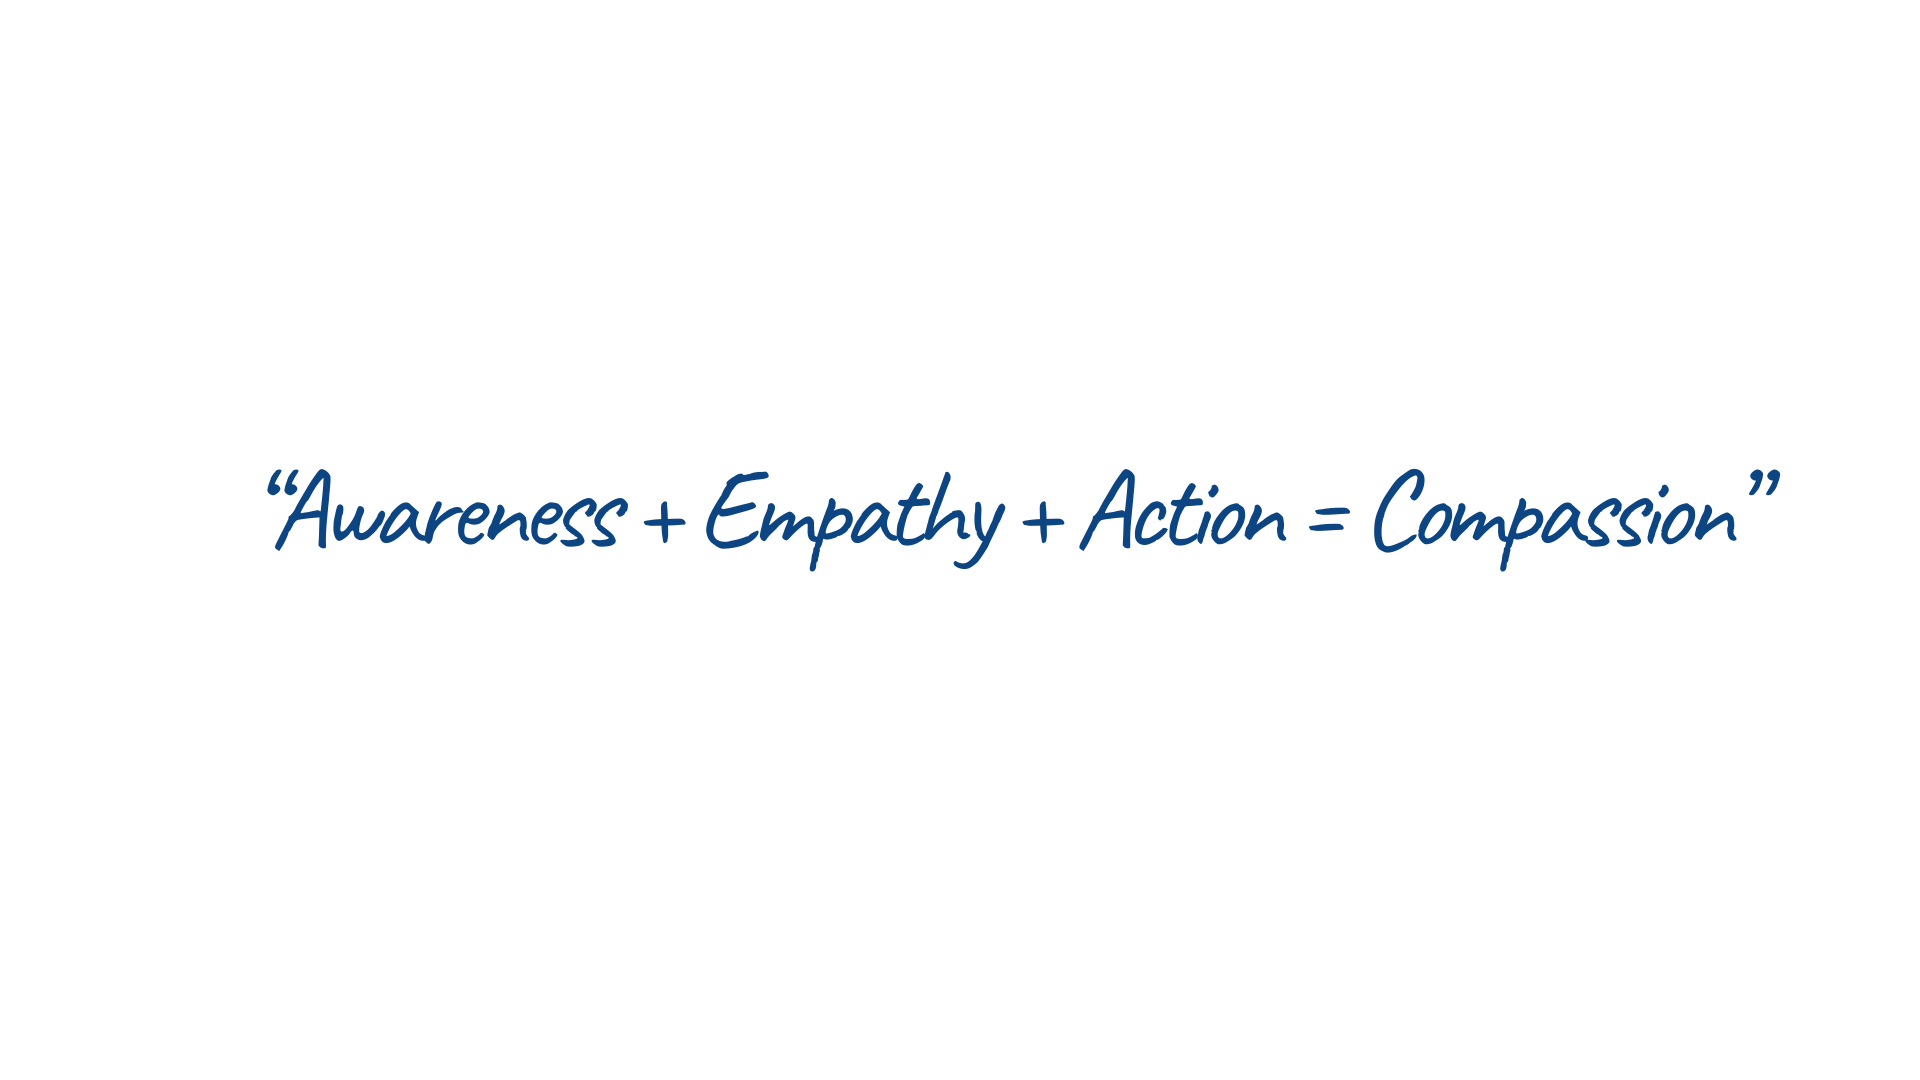 “Awareness + Empathy + Action = Compassion”